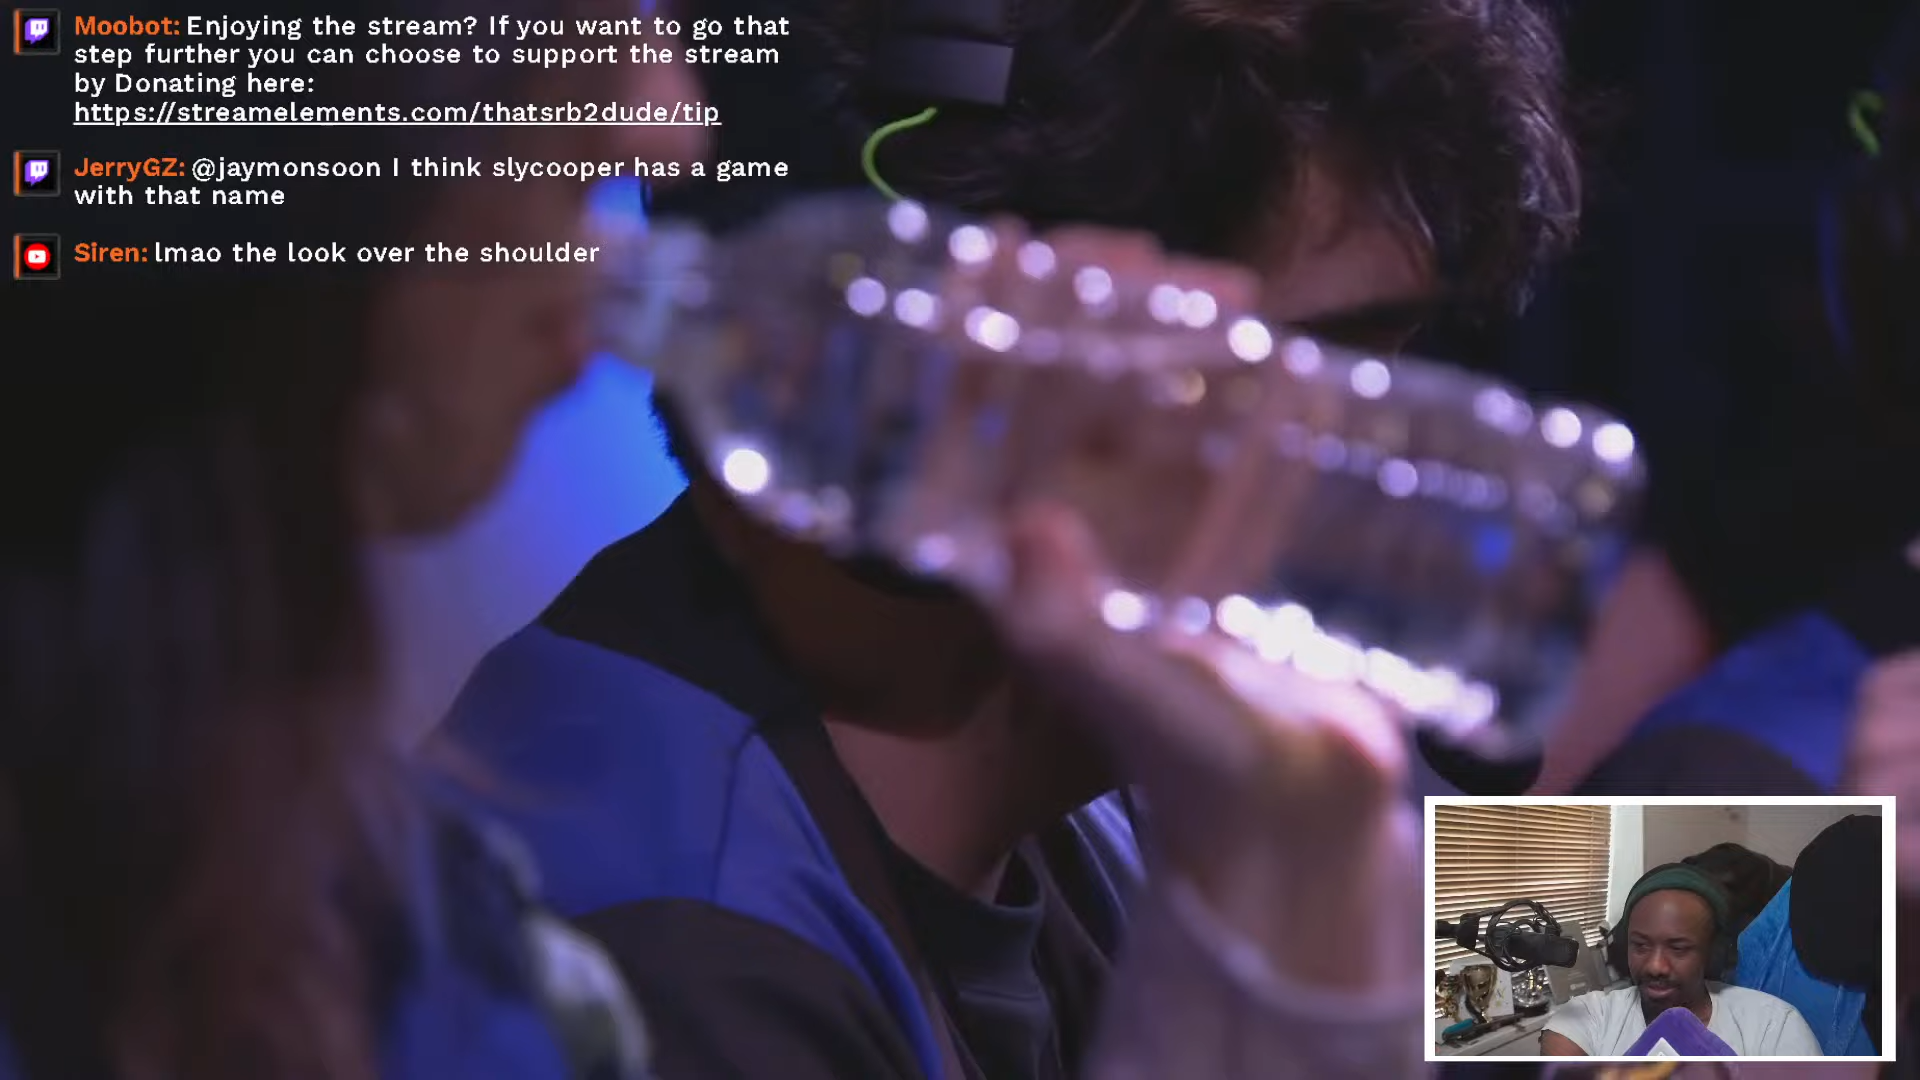 Moobot: Enjoying the stream? If you want to go that
step further you can choose to support the stream
by Donating here:
https://streamelements.com/thatsrb2dude/tip
JerryGZ: @jaymonsoon I think slycooper has a game
with that name
Siren: lmao the look over the shoulder